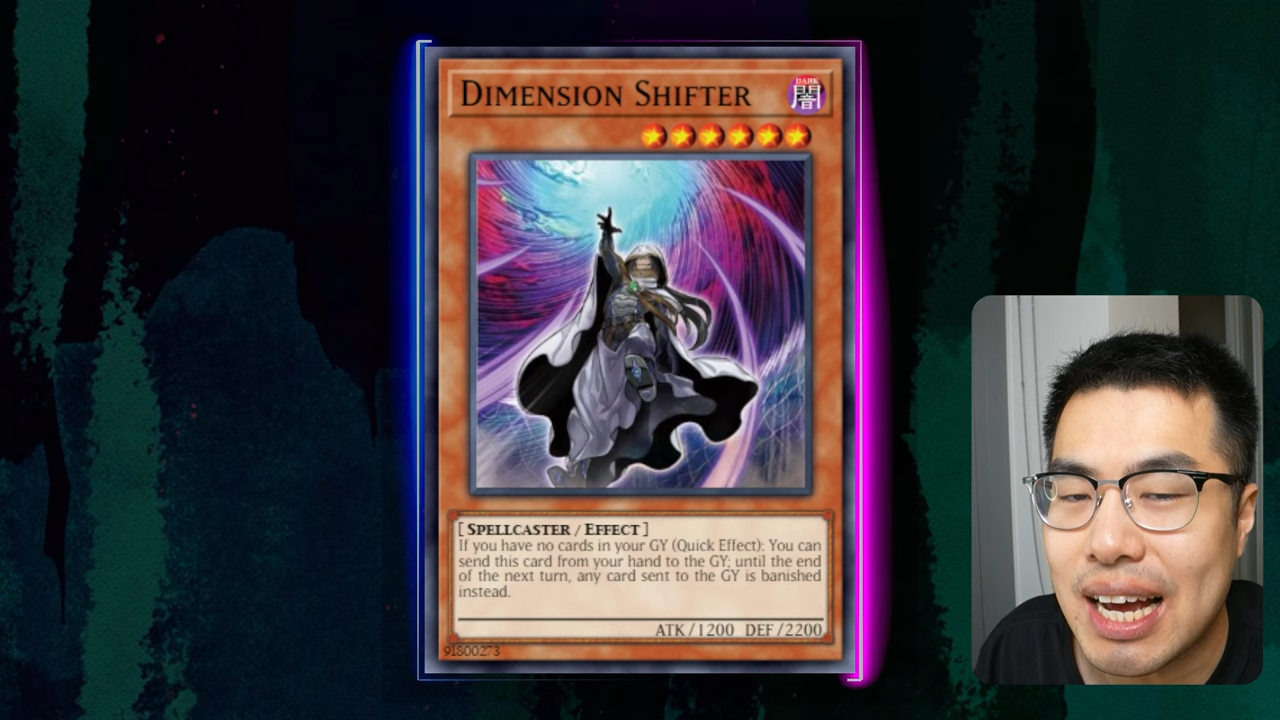 DIMENSION SHIFTER
DARK
闇
[ SPELLCASTER / EFFECT ]
If you have no cards in your GY (Quick Effect): You can
send this card from your hand to the GY; until the end
of the next turn, any card sent to the GY is banished
instead.
ATK/1200 DEF/2200
91800273